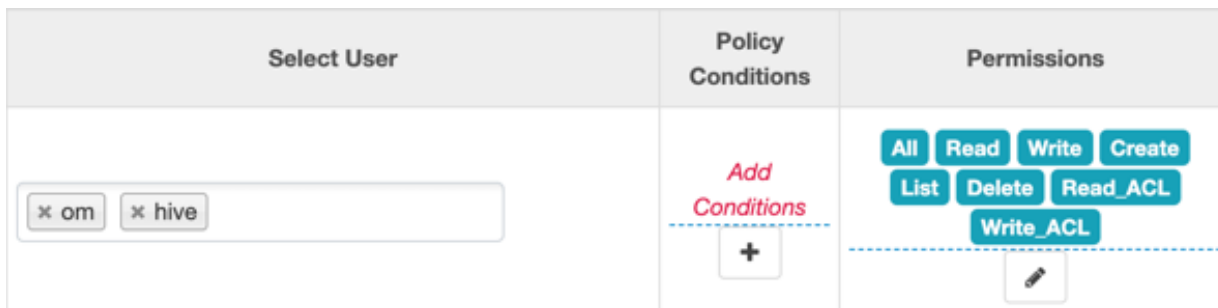 Select User
Policy
Conditions
Permissions
× om × hive
Add
Conditions
+
All Read Write Create
List Delete Read_ACL
Write_ACL